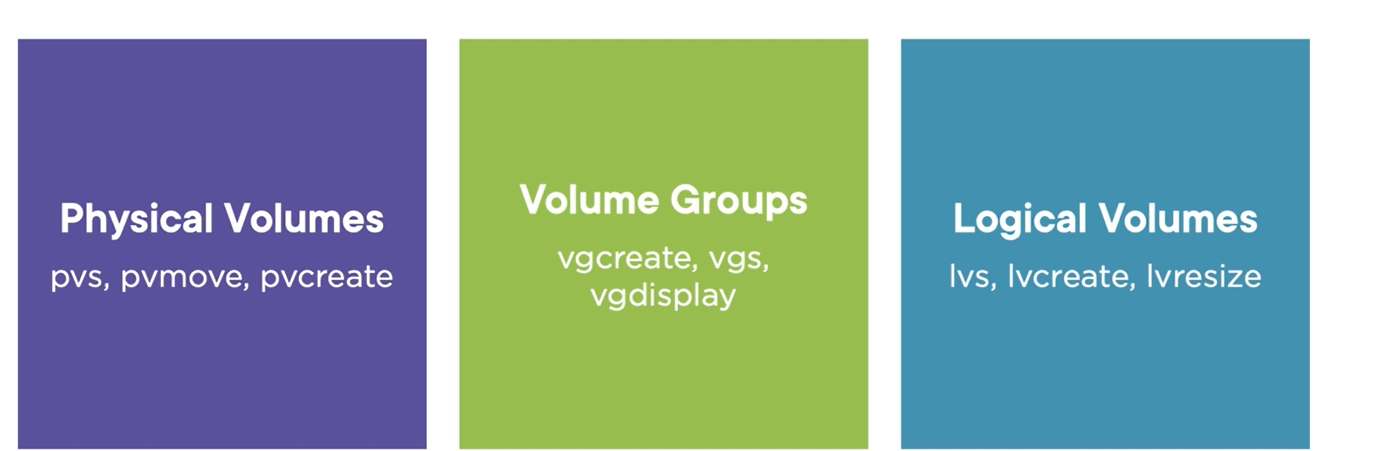 Physical Volumes
pvs, pvmove, pvcreate
Volume Groups
vgcreate, vgs,
vgdisplay
Logical Volumes
lvs, lvcreate, lvresize